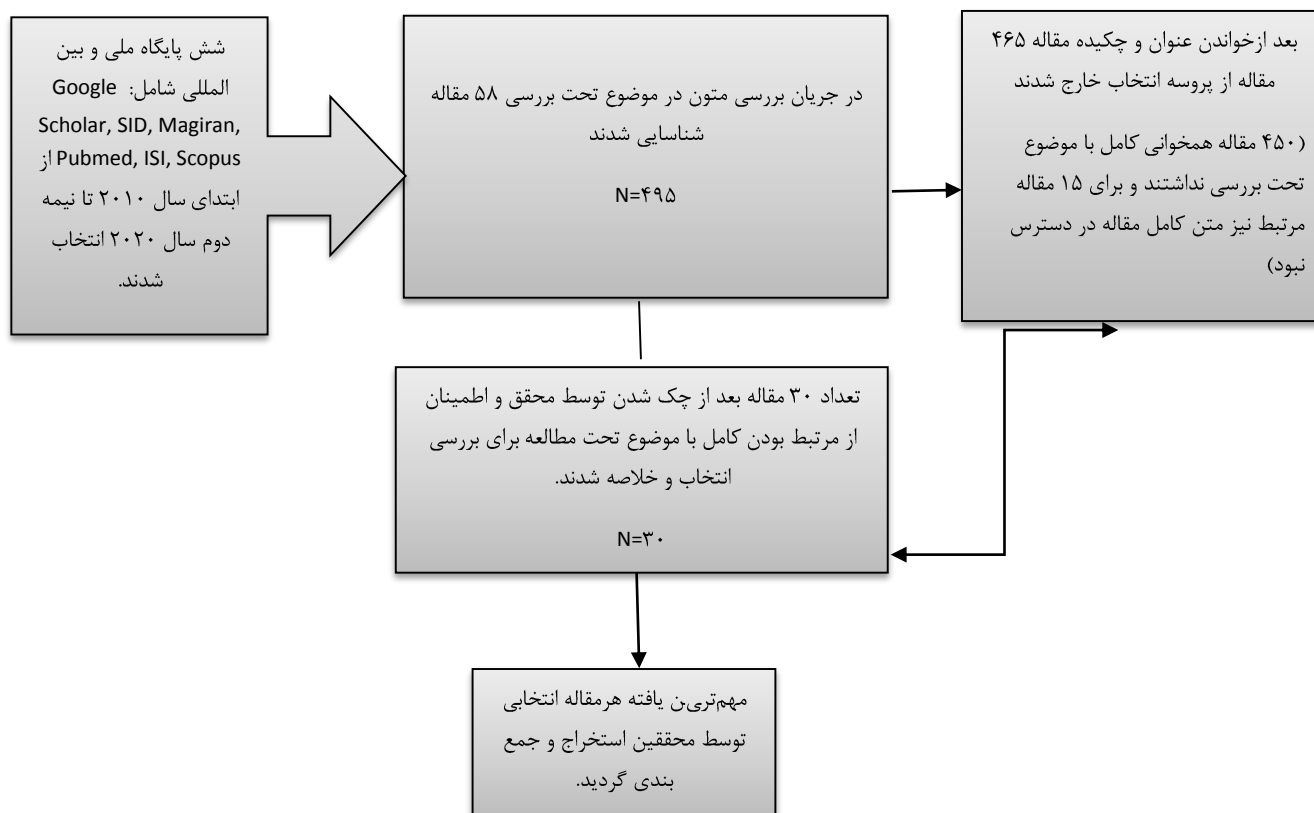 شش پایگاه ملی و بین
المللی شامل: Google
Scholar, SID, Magiran,
Pubmed, ISI, Scopus از
ابتدای سال ۲۰۱۰ تا نیمه
دوم سال ۲۰۲۰ انتخاب
شدند.
در جریان بررسی متون در موضوع تحت بررسی ۵۸ مقاله
شناسایی شدند
N=۴۹۵
بعد ازخواندن عنوان و چکیده مقاله ۴۶۵
مقاله از پروسه انتخاب خارج شدند
(۴۵۰ مقاله همخوانی کامل با موضوع
تحت بررسی نداشتند و برای ۱۵ مقاله
مرتبط نیز متن کامل مقاله در دسترس
نبود)
تعداد ۳۰ مقاله بعد از چک شدن توسط محقق و اطمینان
از مرتبط بودن کامل با موضوع تحت مطالعه برای بررسی
انتخاب و خلاصه شدند.
N=۳۰
مهم‌ترین یافته هرمقاله انتخابی
توسط محققین استخراج و جمع
بندی گردید.